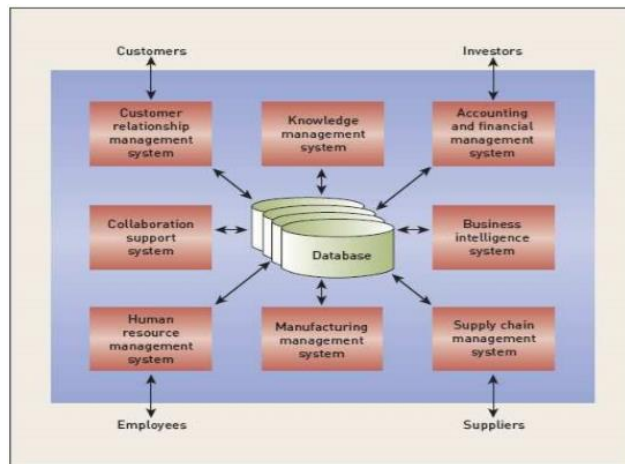 Customers
Investors
Customer
relationship
management
system
Knowledge
management
system
Accounting
and financial
management
system
Collaboration
support
system
Database
Business
intelligence
system
Human
resource
management
system
Manufacturing
management
system
Supply chain
management
system
Employees
Suppliers